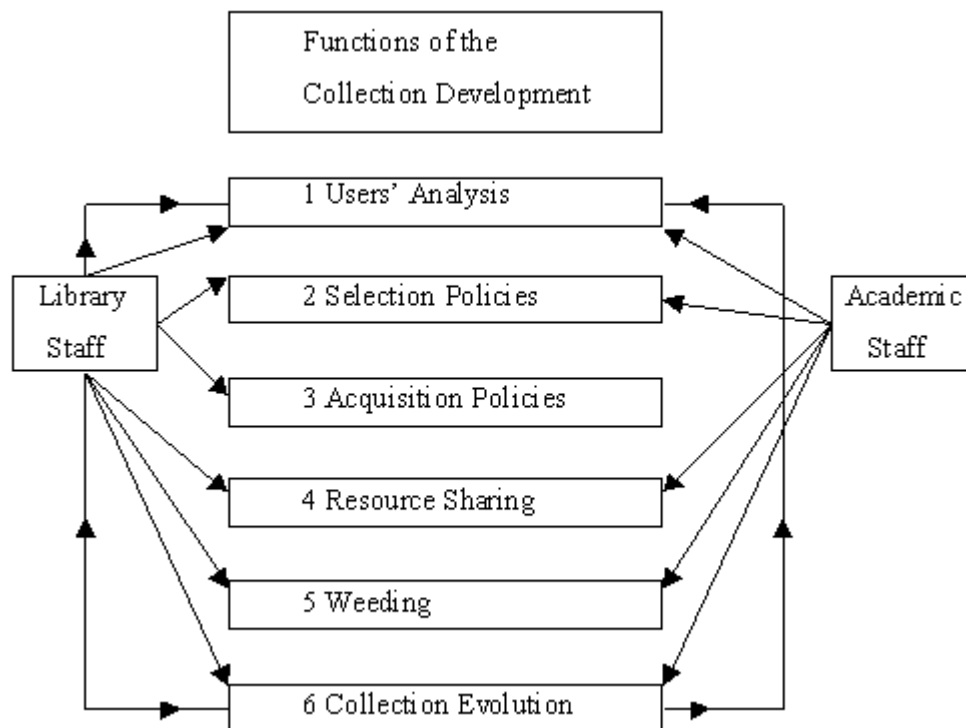 Functions of the
Collection Development
1 Users’ Analysis
Library
Staff
2 Selection Policies
Academic
Staff
3 Acquisition Policies
4 Resource Sharing
5 Weeding
6 Collection Evolution